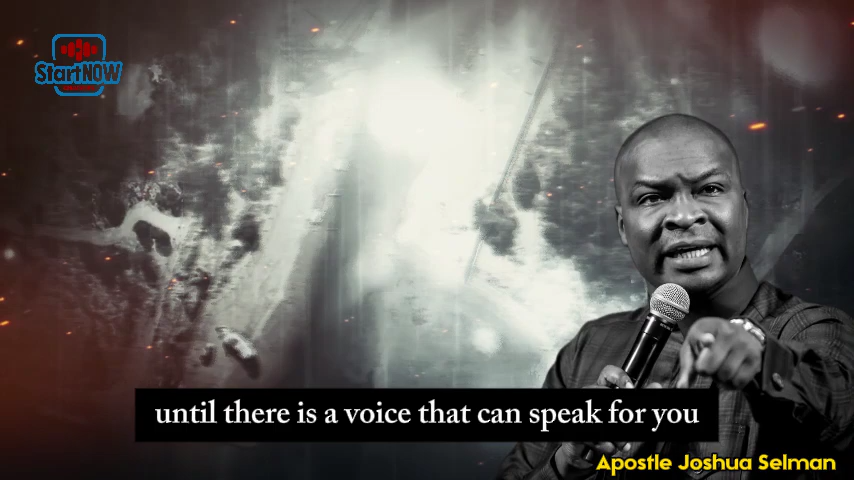 StartNOW
until there is a voice that can speak for you
Apostle Joshua Selman